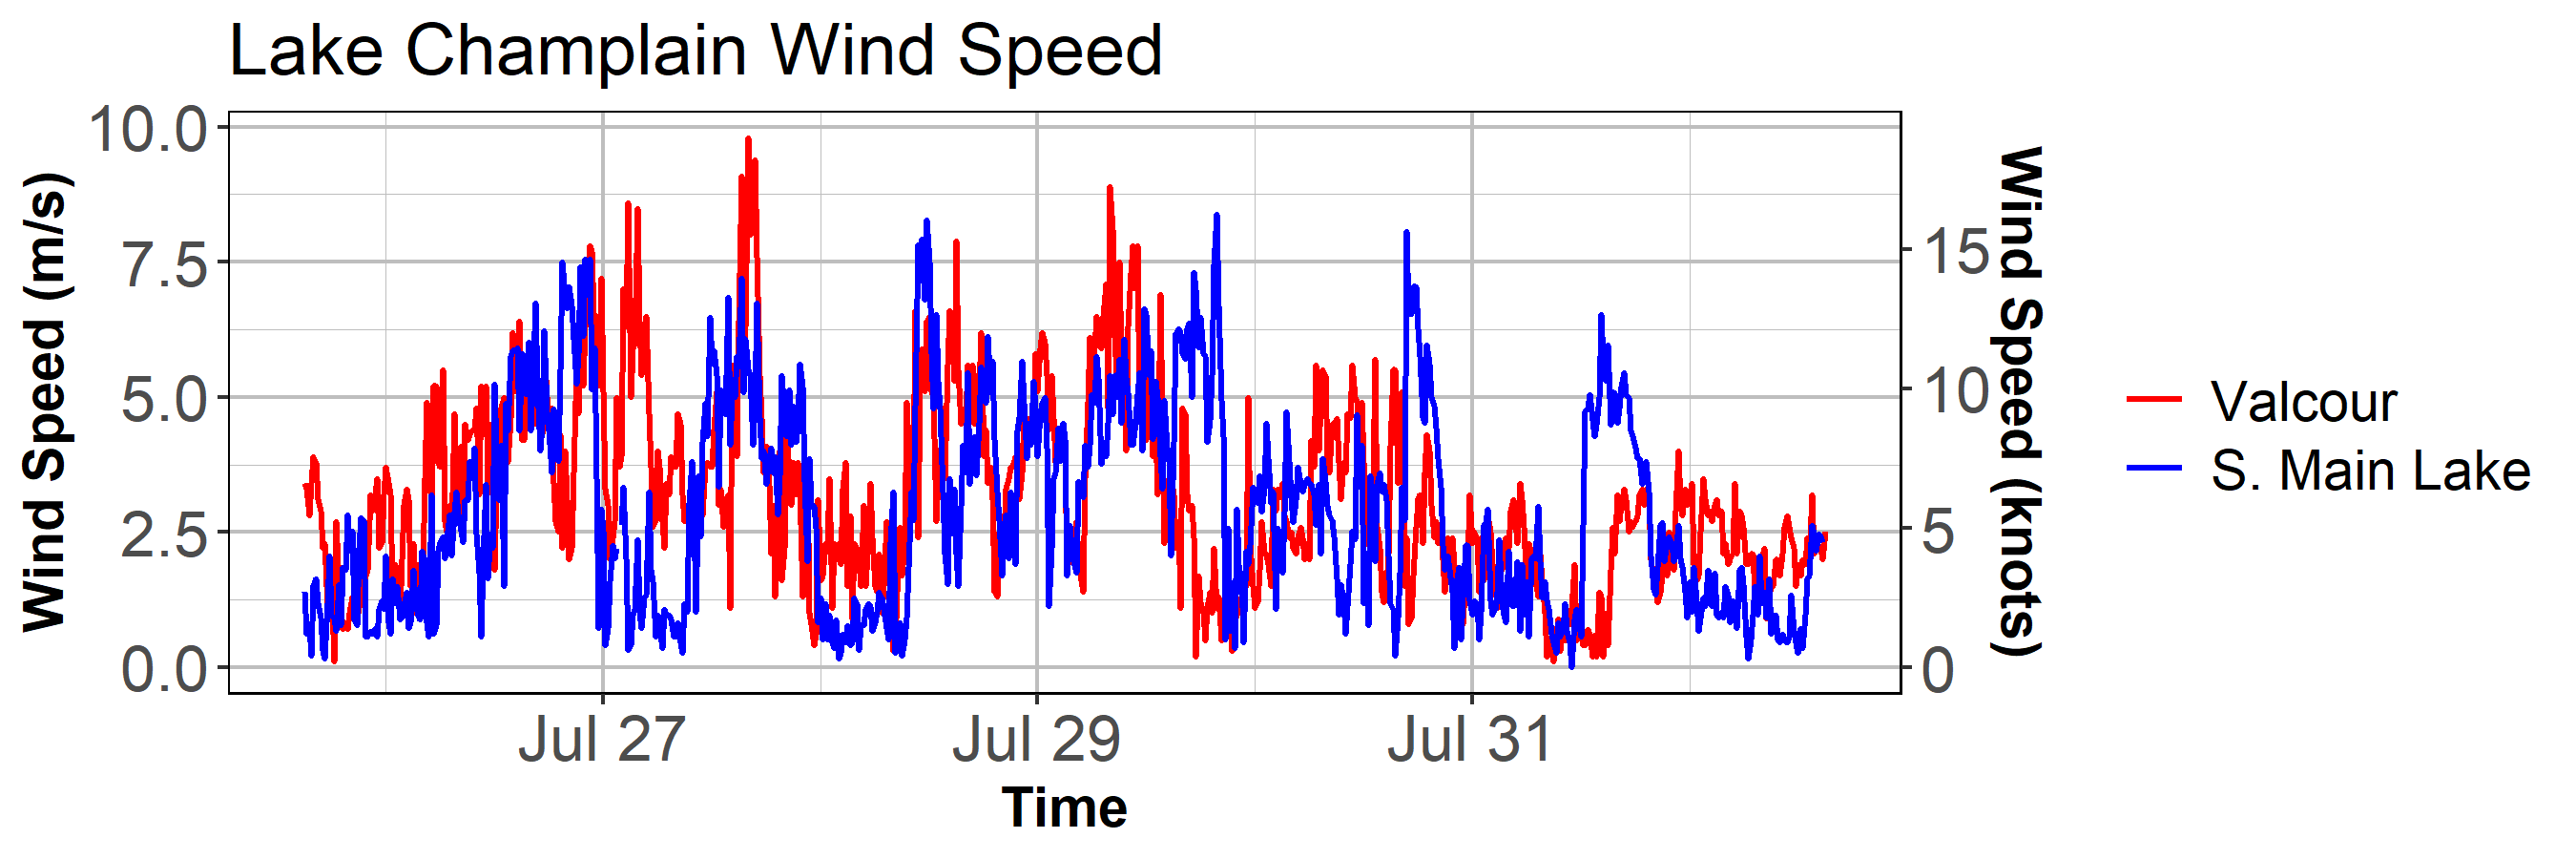 Lake Champlain Wind Speed
Wind Speed (m/s)
10.0
7.5
5.0
2.5
0.0
15
10
5
0
Wind Speed (knots)
Valcour
S. Main Lake
Jul 27
Jul 29
Jul 31
Time